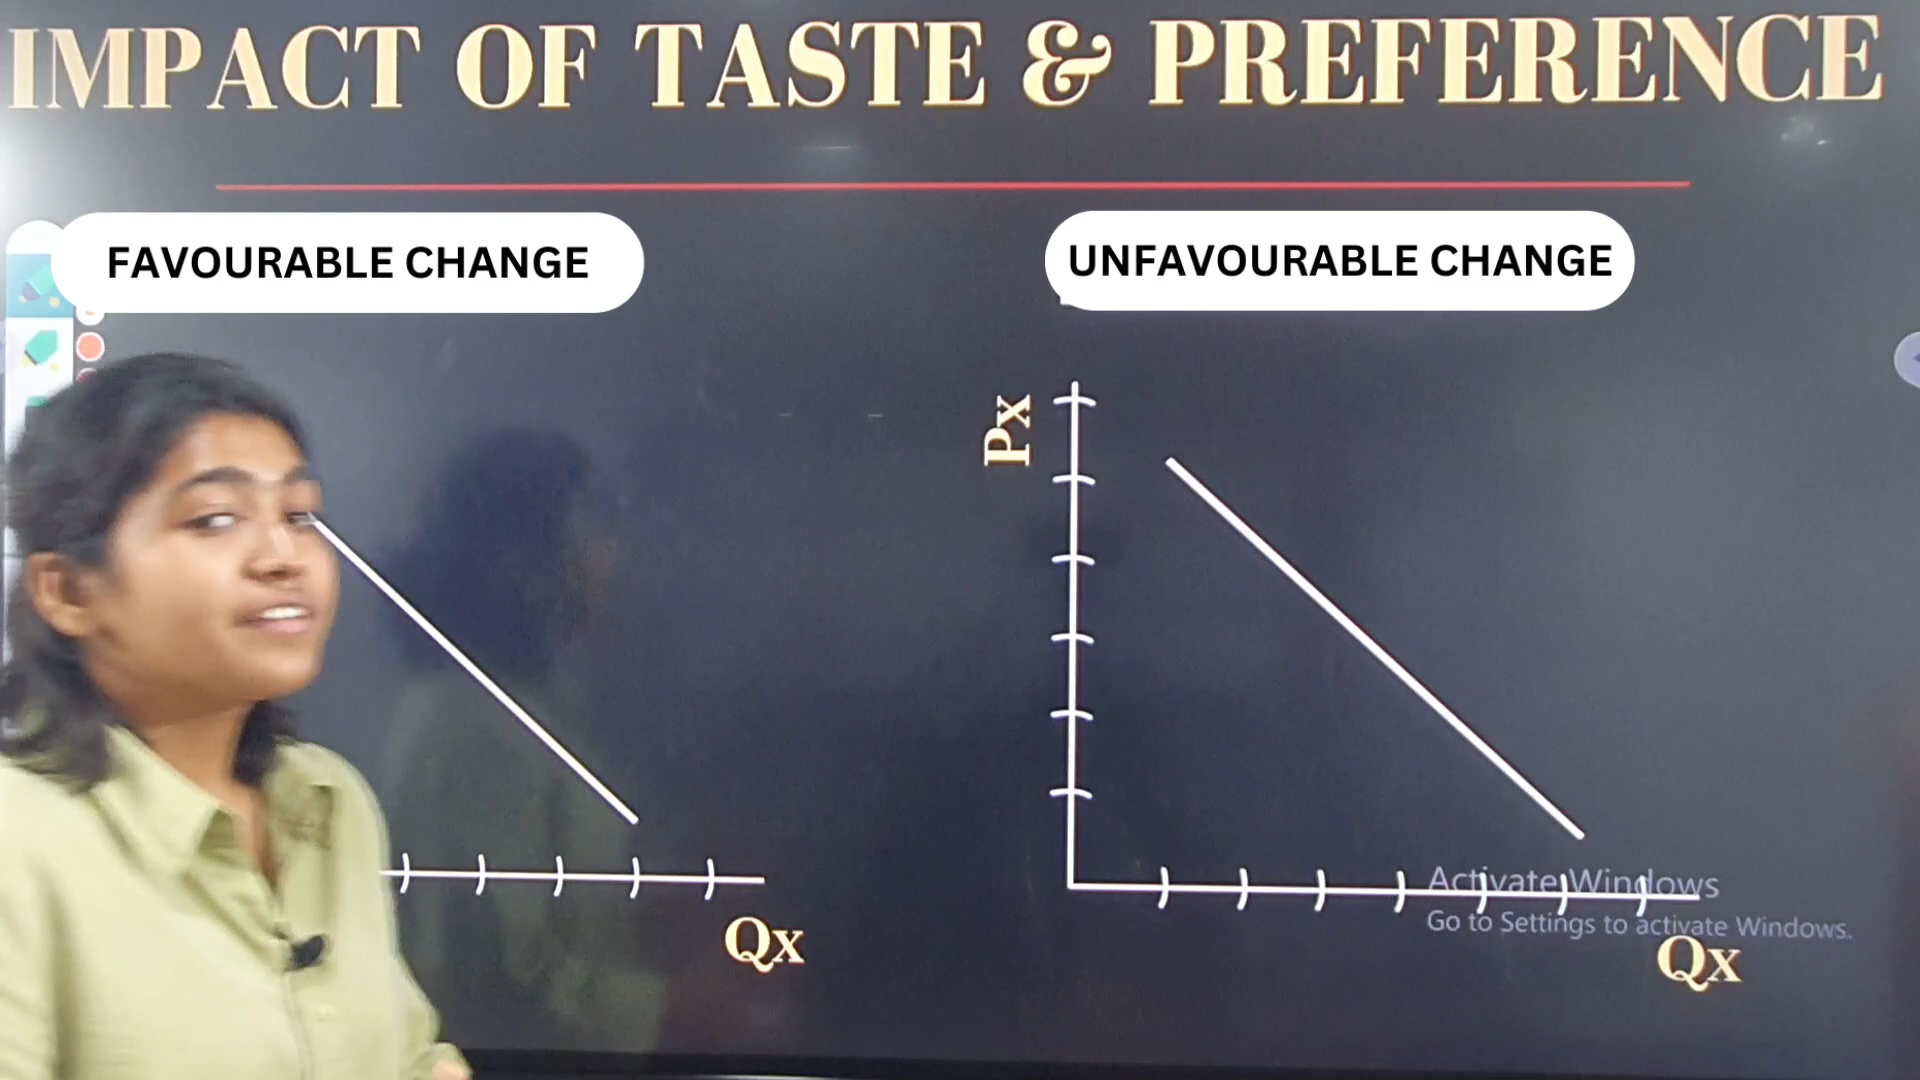 IMPACT OF TASTE & PREFERENCE
FAVOURABLE CHANGE
UNFAVOURABLE CHANGE
Px
Activate Windows
Go to Settings to activate Windows.
Qx
Qx